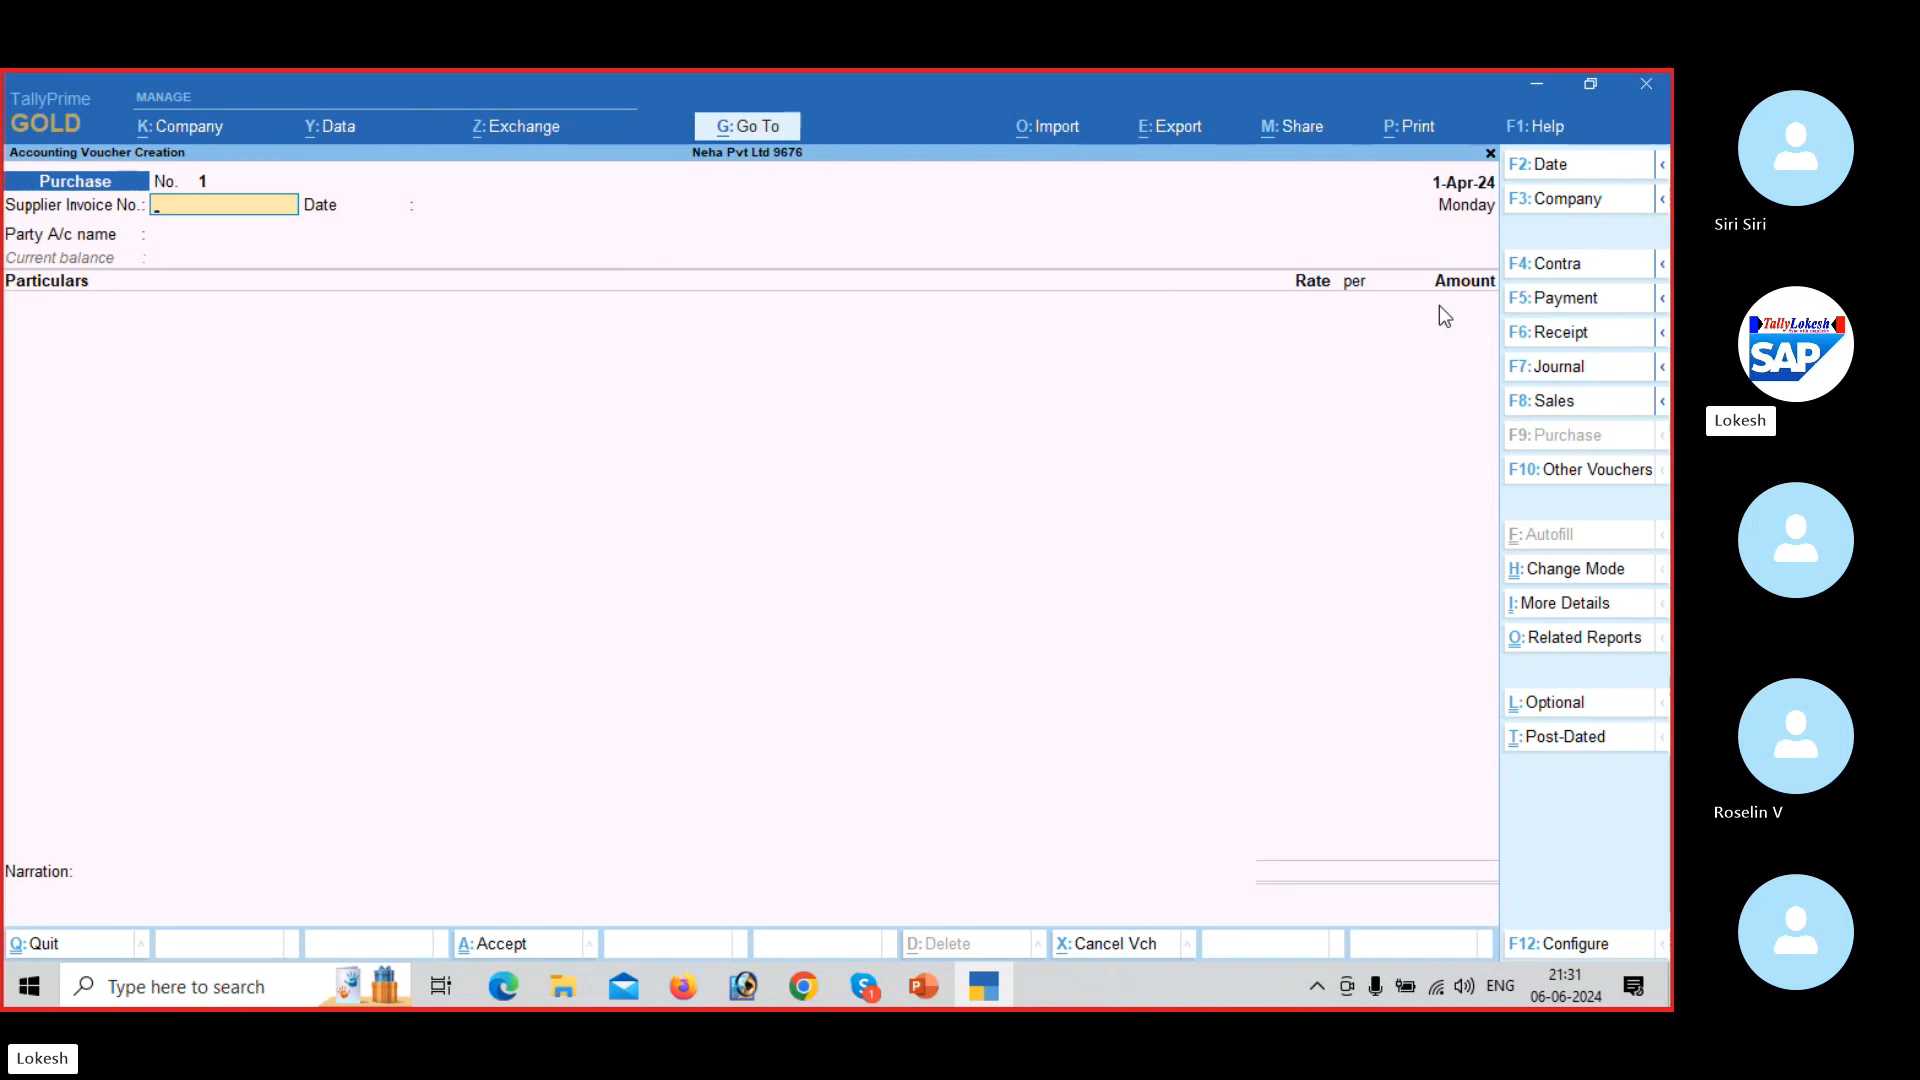 TallyPrime
GOLD
MANAGE
K: Company
Y: Data
Z: Exchange
G: Go To
O: Import
E: Export
M: Share
P: Print
F1: Help
Accounting Voucher Creation
Neha Pvt Ltd 9676
Purchase No. 1
1-Apr-24
Supplier Invoice No.:
Date :
Monday
Party A/c name :
Current balance :
Particulars
Rate per
Amount
Narration:
F2: Date
F3: Company
F4: Contra
F5: Payment
F6: Receipt
F7: Journal
F8: Sales
F9: Purchase
F10: Other Vouchers
F: Autofill
H: Change Mode
I: More Details
O: Related Reports
L: Optional
T: Post-Dated
F12: Configure
Q: Quit
A: Accept
D: Delete
X: Cancel Vch
Type here to search
1
ENG
21:31
06-06-2024
Siri Siri
TallyLokesh
SAP
Lokesh
Roselin V
Lokesh